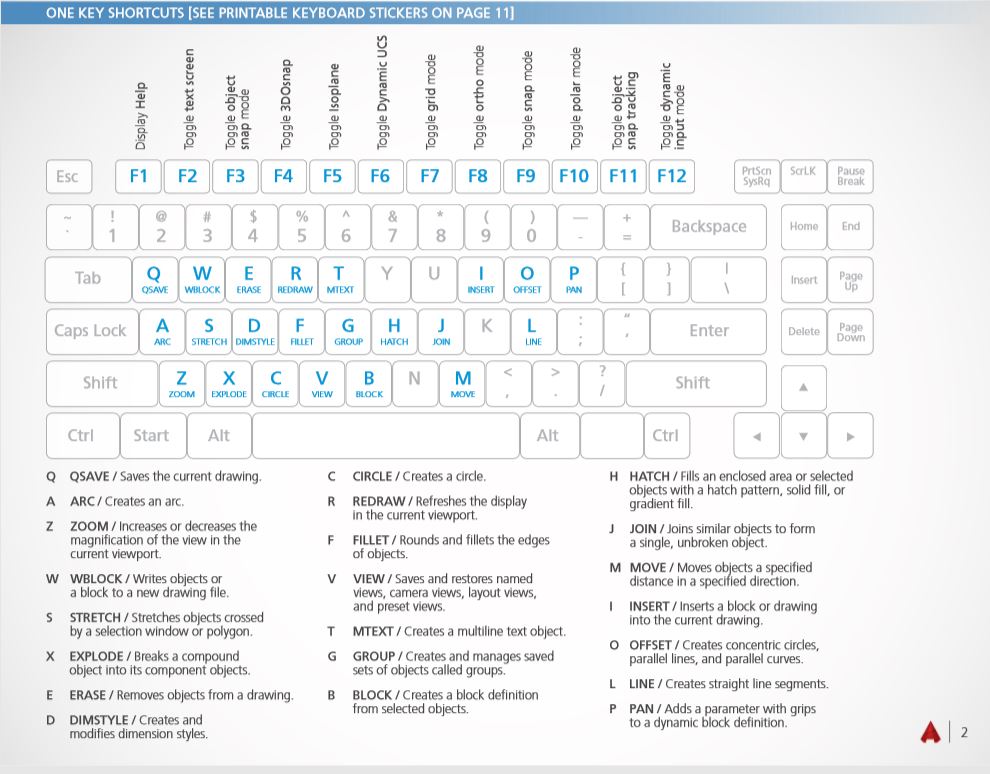 ONE KEY SHORTCUTS [SEE PRINTABLE KEYBOARD STICKERS ON PAGE 11]
Display Help
Toggle text screen
Toggle object
snap mode
Toggle 3DOsnap
Toggle Isoplane
Toggle Dynamic UCS
Toggle grid mode
Toggle ortho mode
Toggle snap mode
Toggle polar mode
Toggle object
snap tracking
Toggle dynamic
input mode
Esc F1 F2 F3 F4 F5 F6 F7 F8 F9 F10 F11 F12 PrtScn ScrLK Pause
SysRq Break
~ ! @ # $ % ^ & * ( ) — +
` 1 2 3 4 5 6 7 8 9 0 - = Backspace Home End
Tab Q W E R T Y U I O P { } | Insert Page
QSAVE WBLOCK ERASE REDRAW MTEXT INSERT OFFSET PAN [ ] \ Up
Caps Lock A S D F G H J K L : " Enter Delete Page
ARC STRETCH DIMSTYLE FILLET GROUP HATCH JOIN LINE ; , Down
Shift Z X C V B N M < > ? Shift ▲
ZOOM EXPLODE CIRCLE VIEW BLOCK MOVE , . /
Ctrl Start Alt Alt Ctrl ◄ ▼ ►
Q QSAVE / Saves the current drawing.
A ARC / Creates an arc.
Z ZOOM / Increases or decreases the
magnification of the view in the
current viewport.
W WBLOCK / Writes objects or
a block to a new drawing file.
S STRETCH / Stretches objects crossed
by a selection window or polygon.
X EXPLODE / Breaks a compound
object into its component objects.
E ERASE / Removes objects from a drawing.
D DIMSTYLE / Creates and
modifies dimension styles.
C CIRCLE / Creates a circle.
R REDRAW / Refreshes the display
in the current viewport.
F FILLET / Rounds and fillets the edges
of objects.
V VIEW / Saves and restores named
views, camera views, layout views,
and preset views.
T MTEXT / Creates a multiline text object.
G GROUP / Creates and manages saved
sets of objects called groups.
B BLOCK / Creates a block definition
from selected objects.
H HATCH / Fills an enclosed area or selected
objects with a hatch pattern, solid fill, or
gradient fill.
J JOIN / Joins similar objects to form
a single, unbroken object.
M MOVE / Moves objects a specified
distance in a specified direction.
I INSERT / Inserts a block or drawing
into the current drawing.
O OFFSET / Creates concentric circles,
parallel lines, and parallel curves.
L LINE / Creates straight line segments.
P PAN / Adds a parameter with grips
to a dynamic block definition.
2